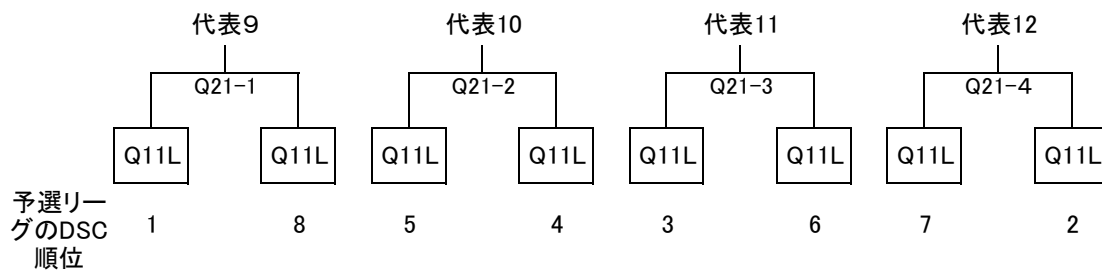 代表９ 代表10 代表11 代表12
Q21-1 Q21-2 Q21-3 Q21-4
Q11L Q11L Q11L Q11L Q11L Q11L Q11L Q11L
予選リー
グのDSC
順位
1 8 5 4 3 6 7 2